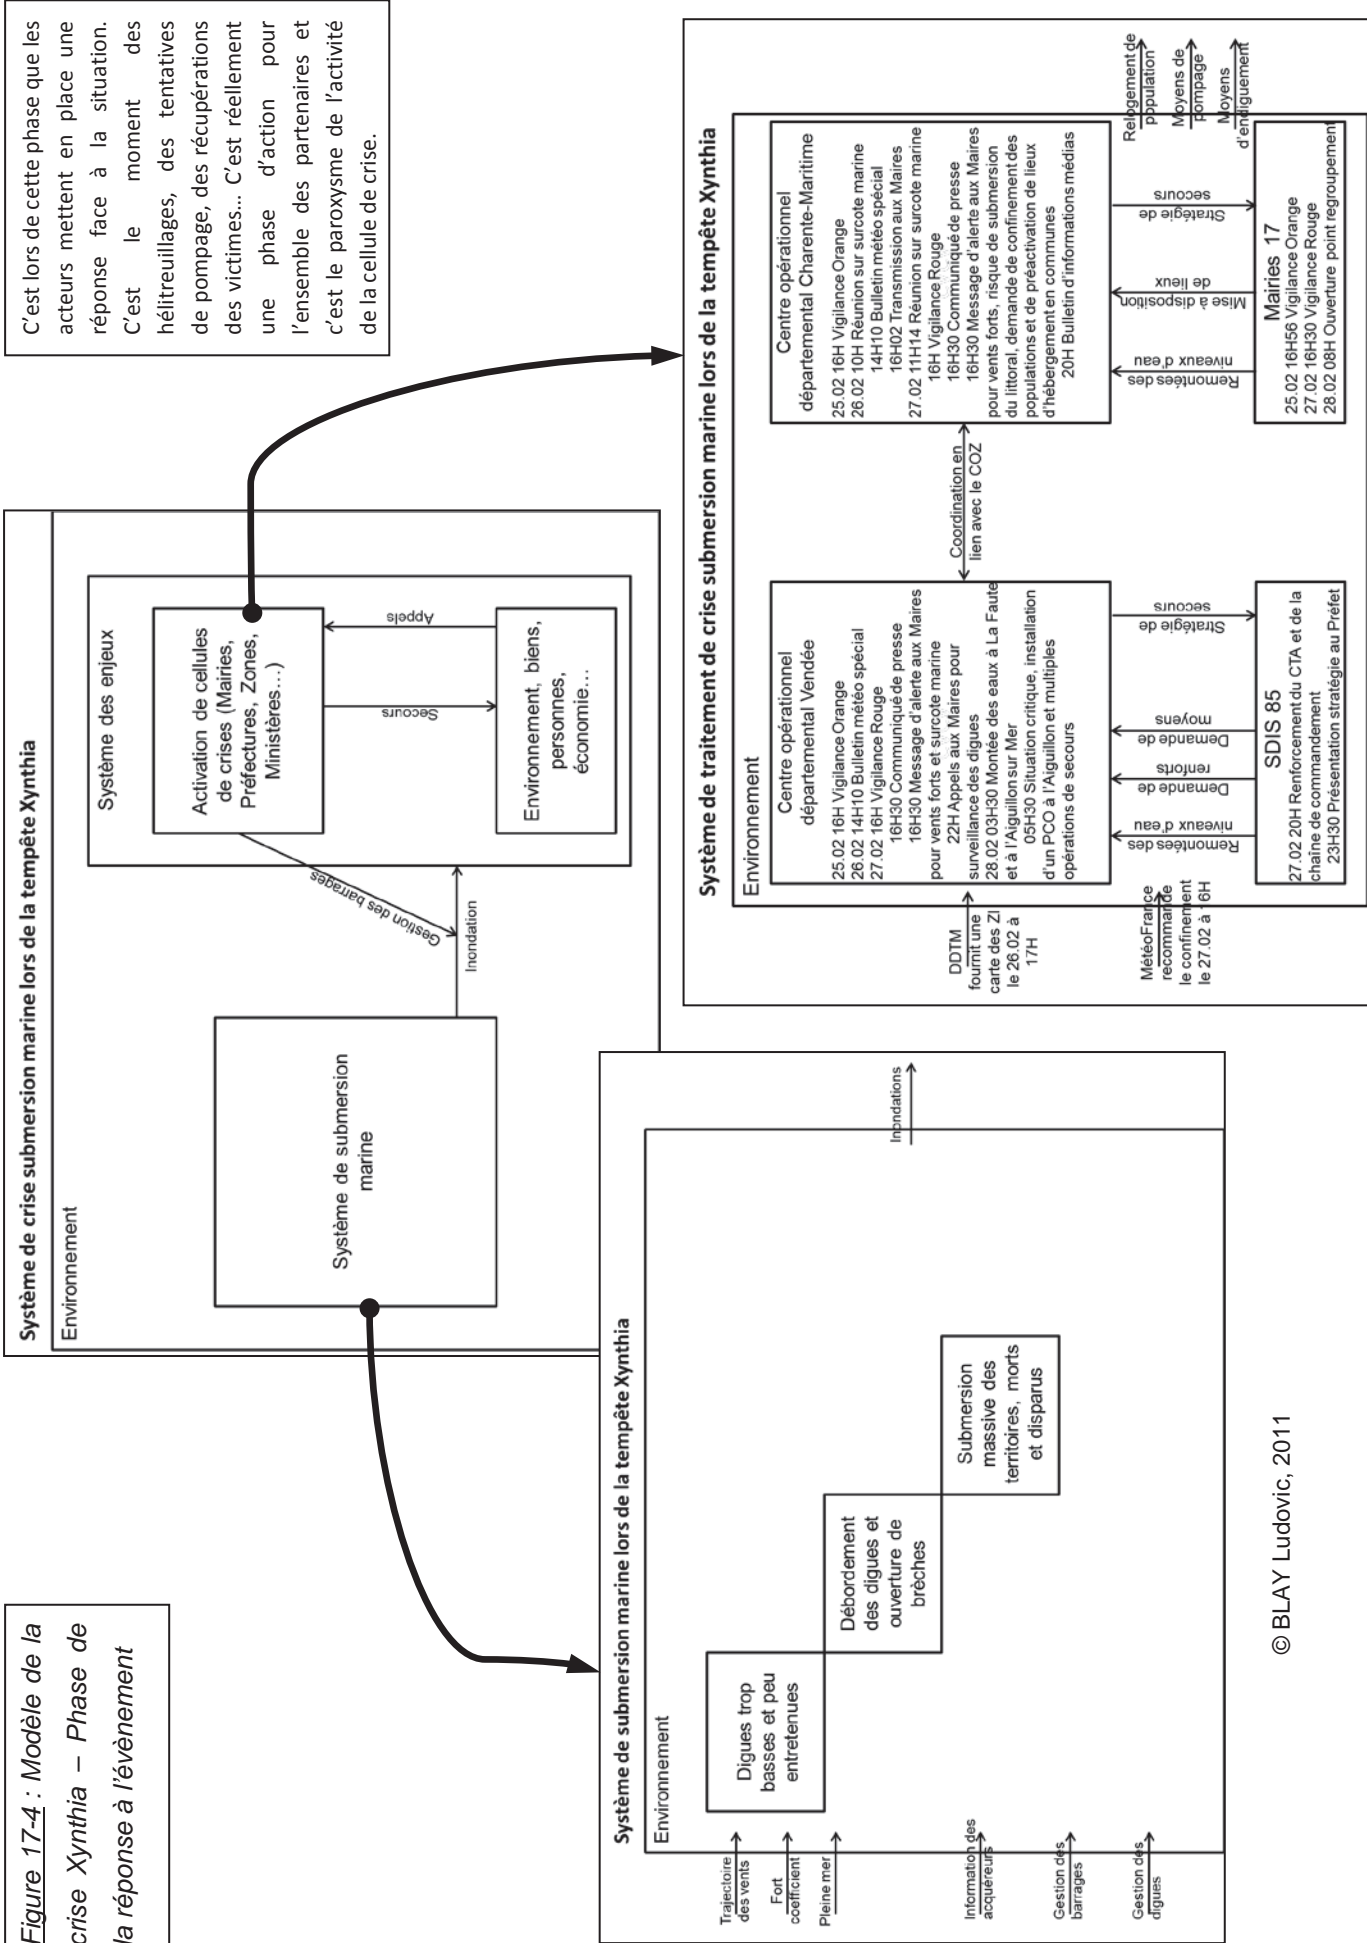 Figure 17-4 : Modèle de la
crise Xynthia – Phase de
la réponse à l'évènement
Système de crise submersion marine lors de la tempête Xynthia
Environnement
Système de submersion
marine
Inondation
Gestion des barrages
Système des enjeux
Activation de cellules
de crises (Mairies,
Préfectures, Zones,
Ministères…)
Secours
Appels
Environnement, biens,
personnes,
économie…
C'est lors de cette phase que les
acteurs mettent en place une
réponse face à la situation.
C'est le moment des
hélitreuillages, des tentatives
de pompage, des récupérations
des victimes… C'est réellement
une phase d'action pour
l'ensemble des partenaires et
c'est le paroxysme de l'activité
de la cellule de crise.
Système de submersion marine lors de la tempête Xynthia
Environnement
Trajectoire
des vents
Fort
coefficient
Pleine mer
Information des
acquéreurs
Gestion des
barrages
Gestion des
digues
Digues trop
basses et peu
entretenues
Débordement
des digues et
ouverture de
brèches
Submersion
massive des
territoires, morts
et disparus
Inondations
Système de traitement de crise submersion marine lors de la tempête Xynthia
Environnement
DDTM
fournit une
carte des ZI
le 26.02 à
17H
MétéoFrance
recommande
le confinement
le 27.02 à 16H
Centre opérationnel
départemental Vendée
25.02 16H Vigilance Orange
26.02 14H10 Bulletin météo spécial
27.02 16H Vigilance Rouge
16H30 Communiqué de presse
16H30 Message d'alerte aux Maires
pour vents forts et surcote marine
22H Appels aux Maires pour
surveillance des digues
28.02 03H30 Montée des eaux à La Faute
et à l'Aiguillon sur Mer
05H30 Situation critique, installation
d'un PCO à l'Aiguillon et multiples
opérations de secours
Coordination en
lien avec le COZ
Centre opérationnel
départemental Charente-Maritime
25.02 16H Vigilance Orange
26.02 10H Réunion sur surcote marine
14H10 Bulletin météo spécial
16H02 Transmission aux Maires
27.02 11H14 Réunion sur surcote marine
16H Vigilance Rouge
16H30 Communiqué de presse
16H30 Message d'alerte aux Maires
pour vents forts, risque de submersion
du littoral, demande de confinement des
populations et de préactivation de lieux
d'hébergement en communes
20H Bulletin d'informations médias
Remontées des
niveaux d'eau
Demande de
renforts
Demande de
moyens
Stratégie de
secours
Remontées des
niveaux d'eau
Mise à disposition
de lieux
Stratégie de
secours
SDIS 85
27.02 20H Renforcement du CTA et de la
chaîne de commandement
23H30 Présentation stratégie au Préfet
Mairies 17
25.02 16H56 Vigilance Orange
27.02 16H30 Vigilance Rouge
28.02 08H Ouverture point regroupement
Relogement de
population
Moyens de
pompage
Moyens
d'endiguement
© BLAY Ludovic, 2011